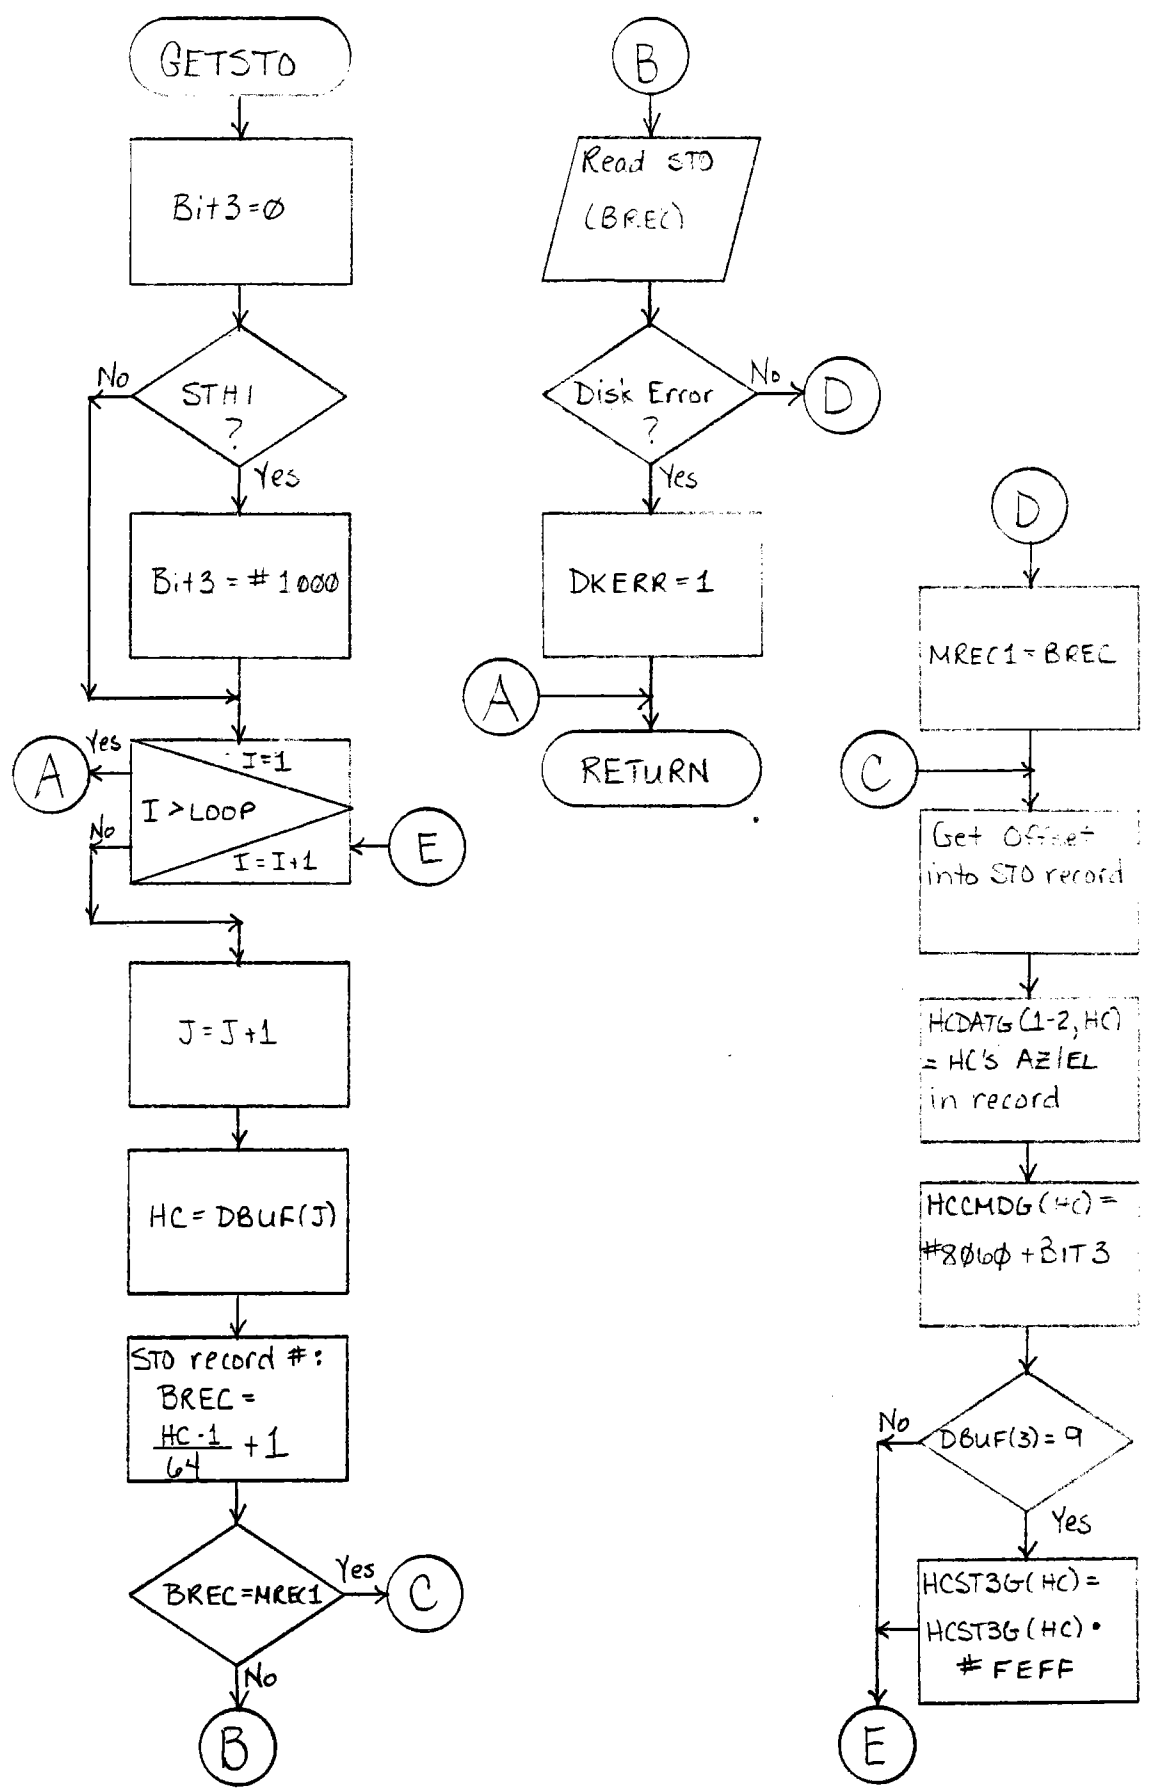 GETSTO
Bit3=0
No
STHI
?
Yes
Bit3 = # 1000
Yes
A
I=1
I > LOOP
No
I = I+1
E
J = J+1
HC = DBUF(J)
STO record #:
BREC =
HC-1
64
+ 1
BREC=MREC1
Yes
C
No
B
B
Read STO
(BREC)
Disk Error
?
No
D
Yes
DKERR = 1
A
RETURN
D
MREC1 = BREC
C
Get Offset
into STO record
HCDATG(1-2, HC)
= HC's AZ/EL
in record
HCCMDG(HC) =
#8060 + BIT3
No
DBUF(3) = 9
Yes
HCST3G(HC) =
HCST3G(HC) •
# FEFF
E